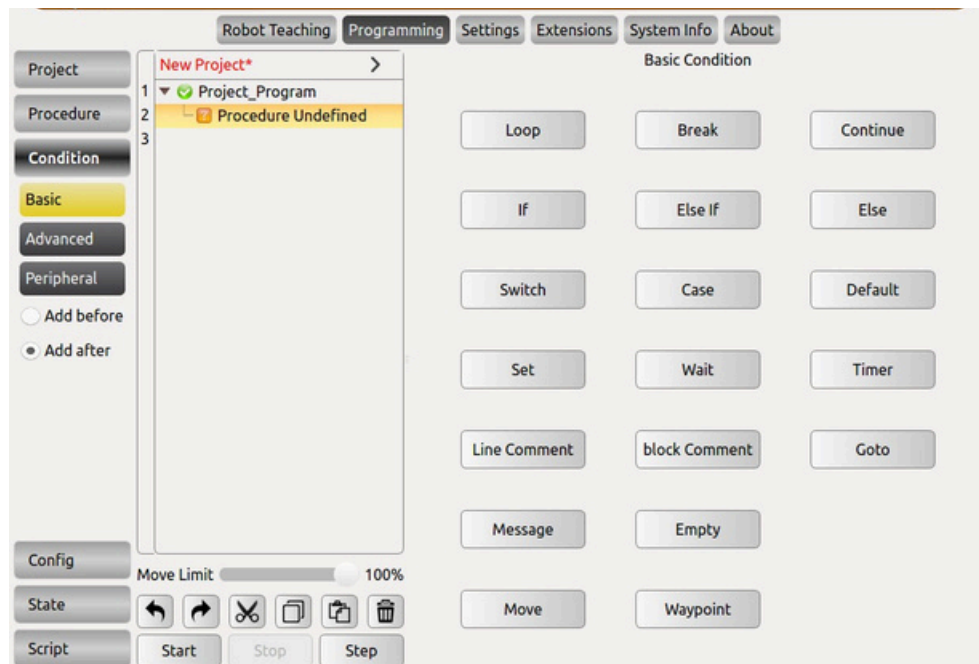 Robot Teaching Programming Settings Extensions System Info About
Project
Procedure
Condition
Basic
Advanced
Peripheral
Add before
Add after
Config
State
Script
New Project* >
1 Project_Program
2 ? Procedure Undefined
3
Move Limit 100%
Start Stop Step
Basic Condition
Loop Break Continue
If Else If Else
Switch Case Default
Set Wait Timer
Line Comment block Comment Goto
Message Empty
Move Waypoint